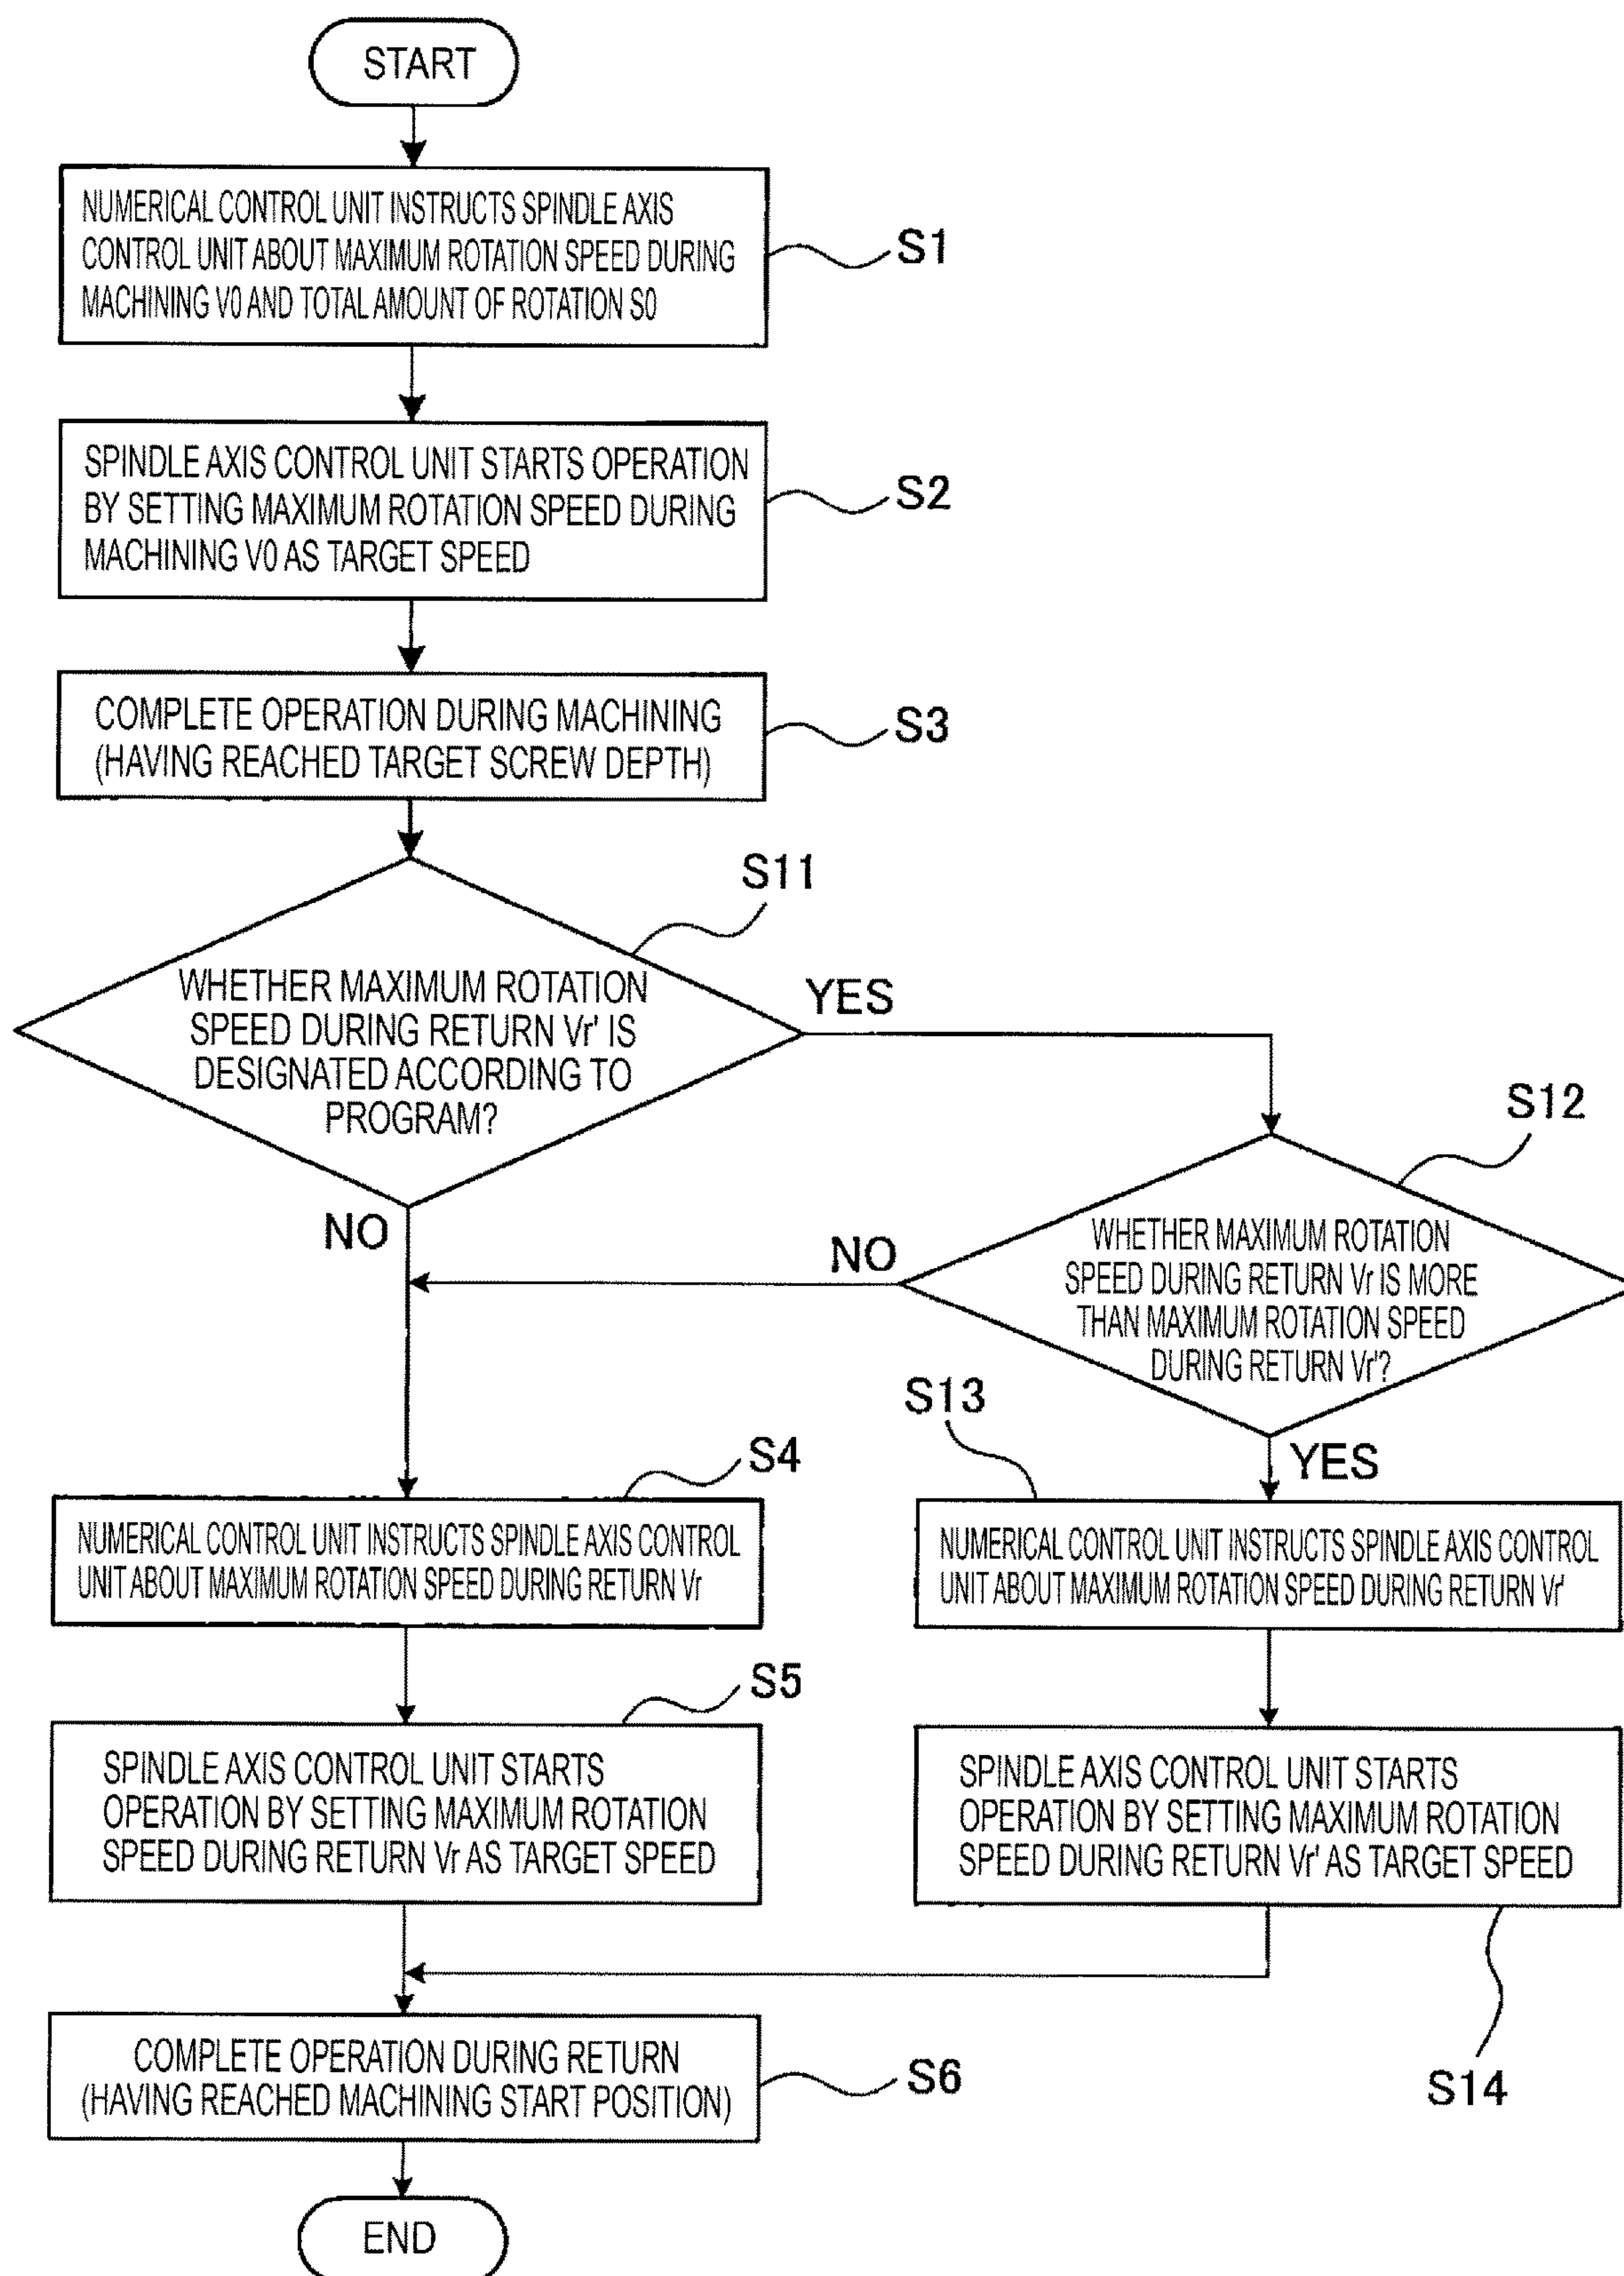 START
NUMERICAL CONTROL UNIT INSTRUCTS SPINDLE AXIS
CONTROL UNIT ABOUT MAXIMUM ROTATION SPEED DURING
MACHINING V0 AND TOTAL AMOUNT OF ROTATION S0
S1
SPINDLE AXIS CONTROL UNIT STARTS OPERATION
BY SETTING MAXIMUM ROTATION SPEED DURING
MACHINING V0 AS TARGET SPEED
S2
COMPLETE OPERATION DURING MACHINING
(HAVING REACHED TARGET SCREW DEPTH)
S3
S11
WHETHER MAXIMUM ROTATION
SPEED DURING RETURN Vr' IS
DESIGNATED ACCORDING TO
PROGRAM?
YES
NO
S12
WHETHER MAXIMUM ROTATION
SPEED DURING RETURN Vr IS MORE
THAN MAXIMUM ROTATION SPEED
DURING RETURN Vr'?
NO
YES
S4
NUMERICAL CONTROL UNIT INSTRUCTS SPINDLE AXIS CONTROL
UNIT ABOUT MAXIMUM ROTATION SPEED DURING RETURN Vr
S13
NUMERICAL CONTROL UNIT INSTRUCTS SPINDLE AXIS CONTROL
UNIT ABOUT MAXIMUM ROTATION SPEED DURING RETURN Vr'
S5
SPINDLE AXIS CONTROL UNIT STARTS
OPERATION BY SETTING MAXIMUM ROTATION
SPEED DURING RETURN Vr AS TARGET SPEED
SPINDLE AXIS CONTROL UNIT STARTS
OPERATION BY SETTING MAXIMUM ROTATION
SPEED DURING RETURN Vr' AS TARGET SPEED
S14
COMPLETE OPERATION DURING RETURN
(HAVING REACHED MACHINING START POSITION)
S6
END